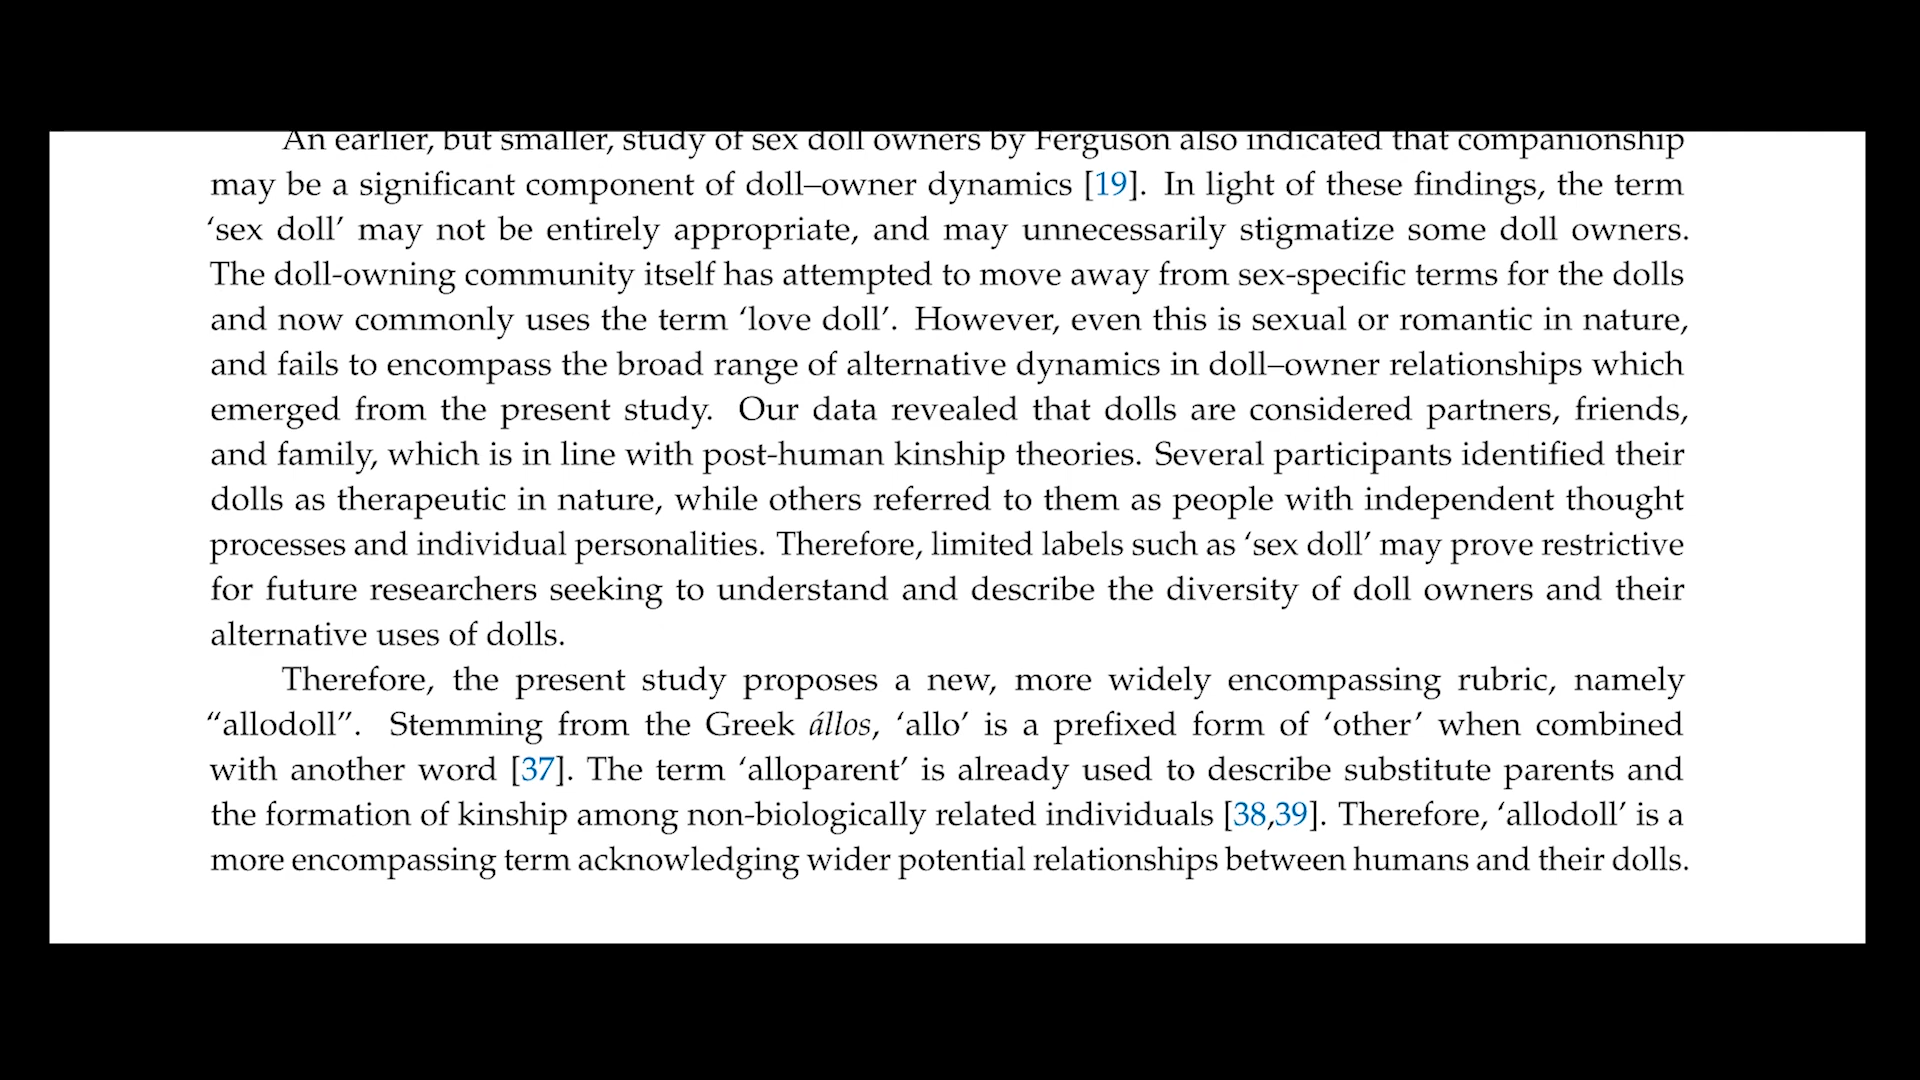 An earlier, but smaller, study of sex doll owners by Ferguson also indicated that companionship
may be a significant component of doll–owner dynamics [19]. In light of these findings, the term
‘sex doll’ may not be entirely appropriate, and may unnecessarily stigmatize some doll owners.
The doll-owning community itself has attempted to move away from sex-specific terms for the dolls
and now commonly uses the term ‘love doll’. However, even this is sexual or romantic in nature,
and fails to encompass the broad range of alternative dynamics in doll–owner relationships which
emerged from the present study. Our data revealed that dolls are considered partners, friends,
and family, which is in line with post-human kinship theories. Several participants identified their
dolls as therapeutic in nature, while others referred to them as people with independent thought
processes and individual personalities. Therefore, limited labels such as ‘sex doll’ may prove restrictive
for future researchers seeking to understand and describe the diversity of doll owners and their
alternative uses of dolls.
Therefore, the present study proposes a new, more widely encompassing rubric, namely
“allodoll”. Stemming from the Greek állos, ‘allo’ is a prefixed form of ‘other’ when combined
with another word [37]. The term ‘alloparent’ is already used to describe substitute parents and
the formation of kinship among non-biologically related individuals [38,39]. Therefore, ‘allodoll’ is a
more encompassing term acknowledging wider potential relationships between humans and their dolls.